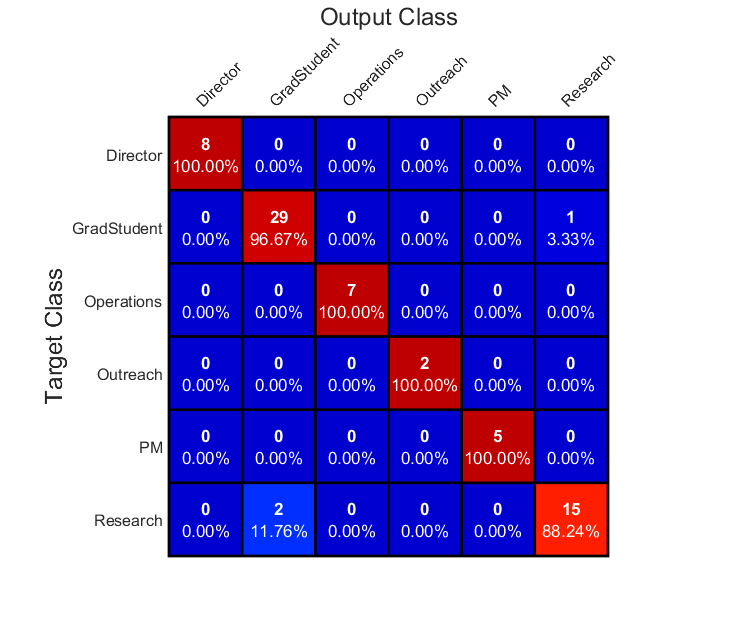 Output Class
Director GradStudent Operations Outreach PM Research
Target Class
Director
8 0 0 0 0 0
100.00% 0.00% 0.00% 0.00% 0.00% 0.00%
GradStudent
0 29 0 0 0 1
0.00% 96.67% 0.00% 0.00% 0.00% 3.33%
Operations
0 0 7 0 0 0
0.00% 0.00% 100.00% 0.00% 0.00% 0.00%
Outreach
0 0 0 2 0 0
0.00% 0.00% 0.00% 100.00% 0.00% 0.00%
PM
0 0 0 0 5 0
0.00% 0.00% 0.00% 0.00% 100.00% 0.00%
Research
0 2 0 0 0 15
0.00% 11.76% 0.00% 0.00% 0.00% 88.24%